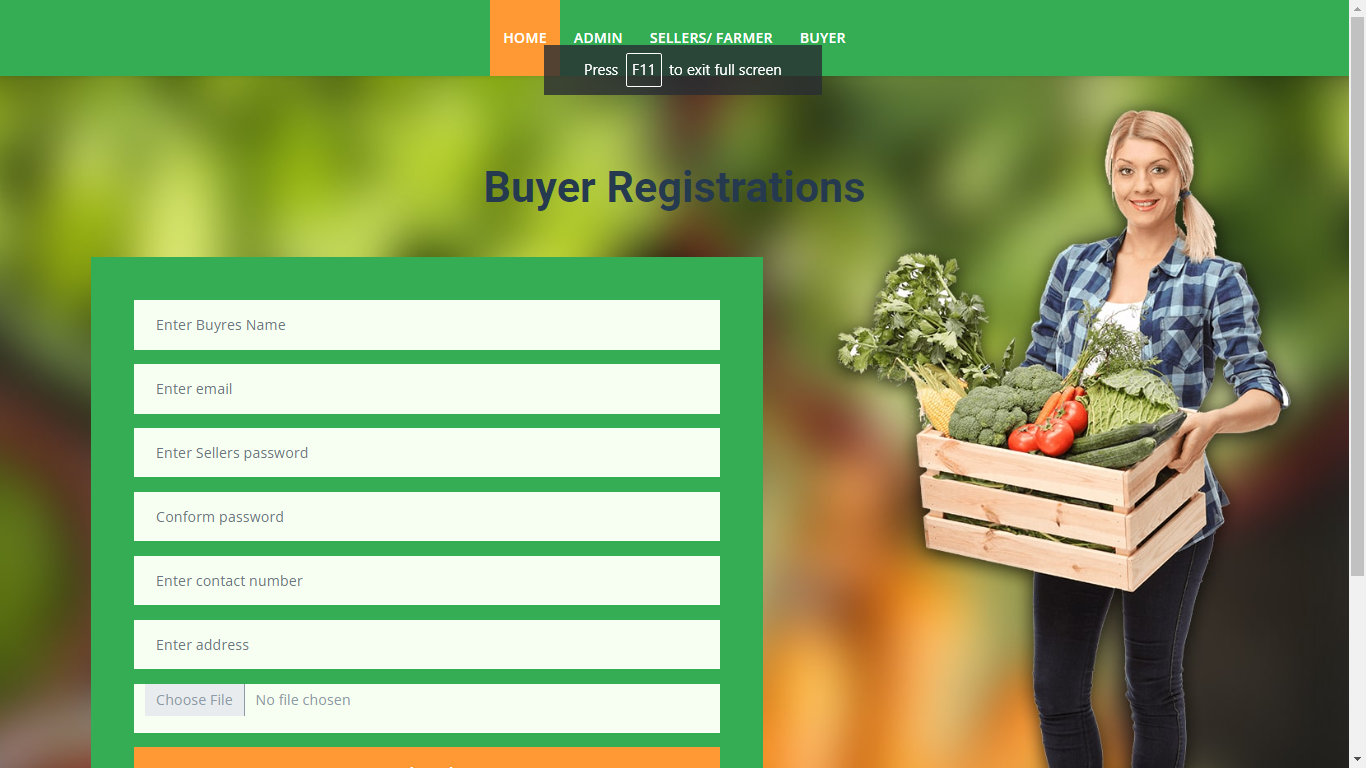 HOME ADMIN SELLERS/ FARMER BUYER
Press F11 to exit full screen
Buyer Registrations
Enter Buyres Name
Enter email
Enter Sellers password
Conform password
Enter contact number
Enter address
Choose File No file chosen